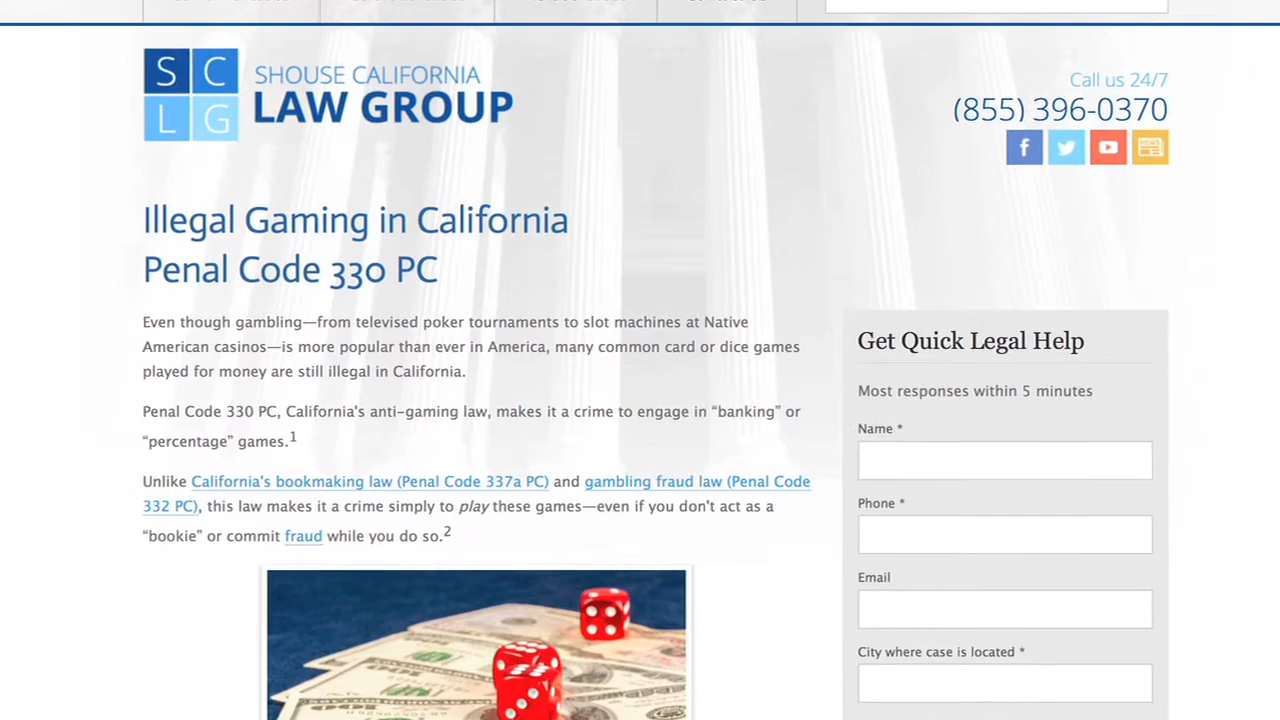 S C
L G
SHOUSE CALIFORNIA
LAW GROUP
Call us 24/7
(855) 396-0370
Illegal Gaming in California
Penal Code 330 PC
Even though gambling—from televised poker tournaments to slot machines at Native
American casinos—is more popular than ever in America, many common card or dice games
played for money are still illegal in California.
Penal Code 330 PC, California's anti-gaming law, makes it a crime to engage in “banking” or
“percentage” games.1
Unlike California's bookmaking law (Penal Code 337a PC) and gambling fraud law (Penal Code
332 PC), this law makes it a crime simply to play these games—even if you don't act as a
“bookie” or commit fraud while you do so.2
Get Quick Legal Help
Most responses within 5 minutes
Name *
Phone *
Email
City where case is located *